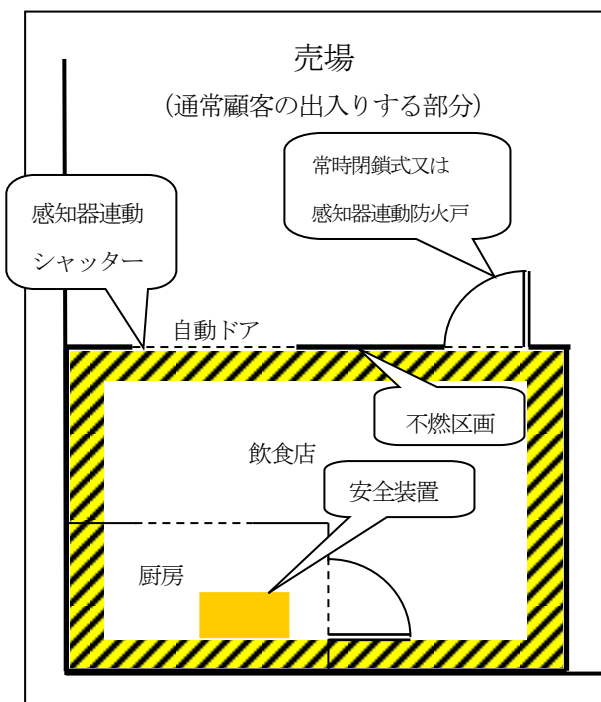 売場
（通常顧客の出入りする部分）
常時閉鎖式又は
感知器連動防火戸
感知器連動
シャッター
自動ドア
不燃区画
飲食店
安全装置
厨房